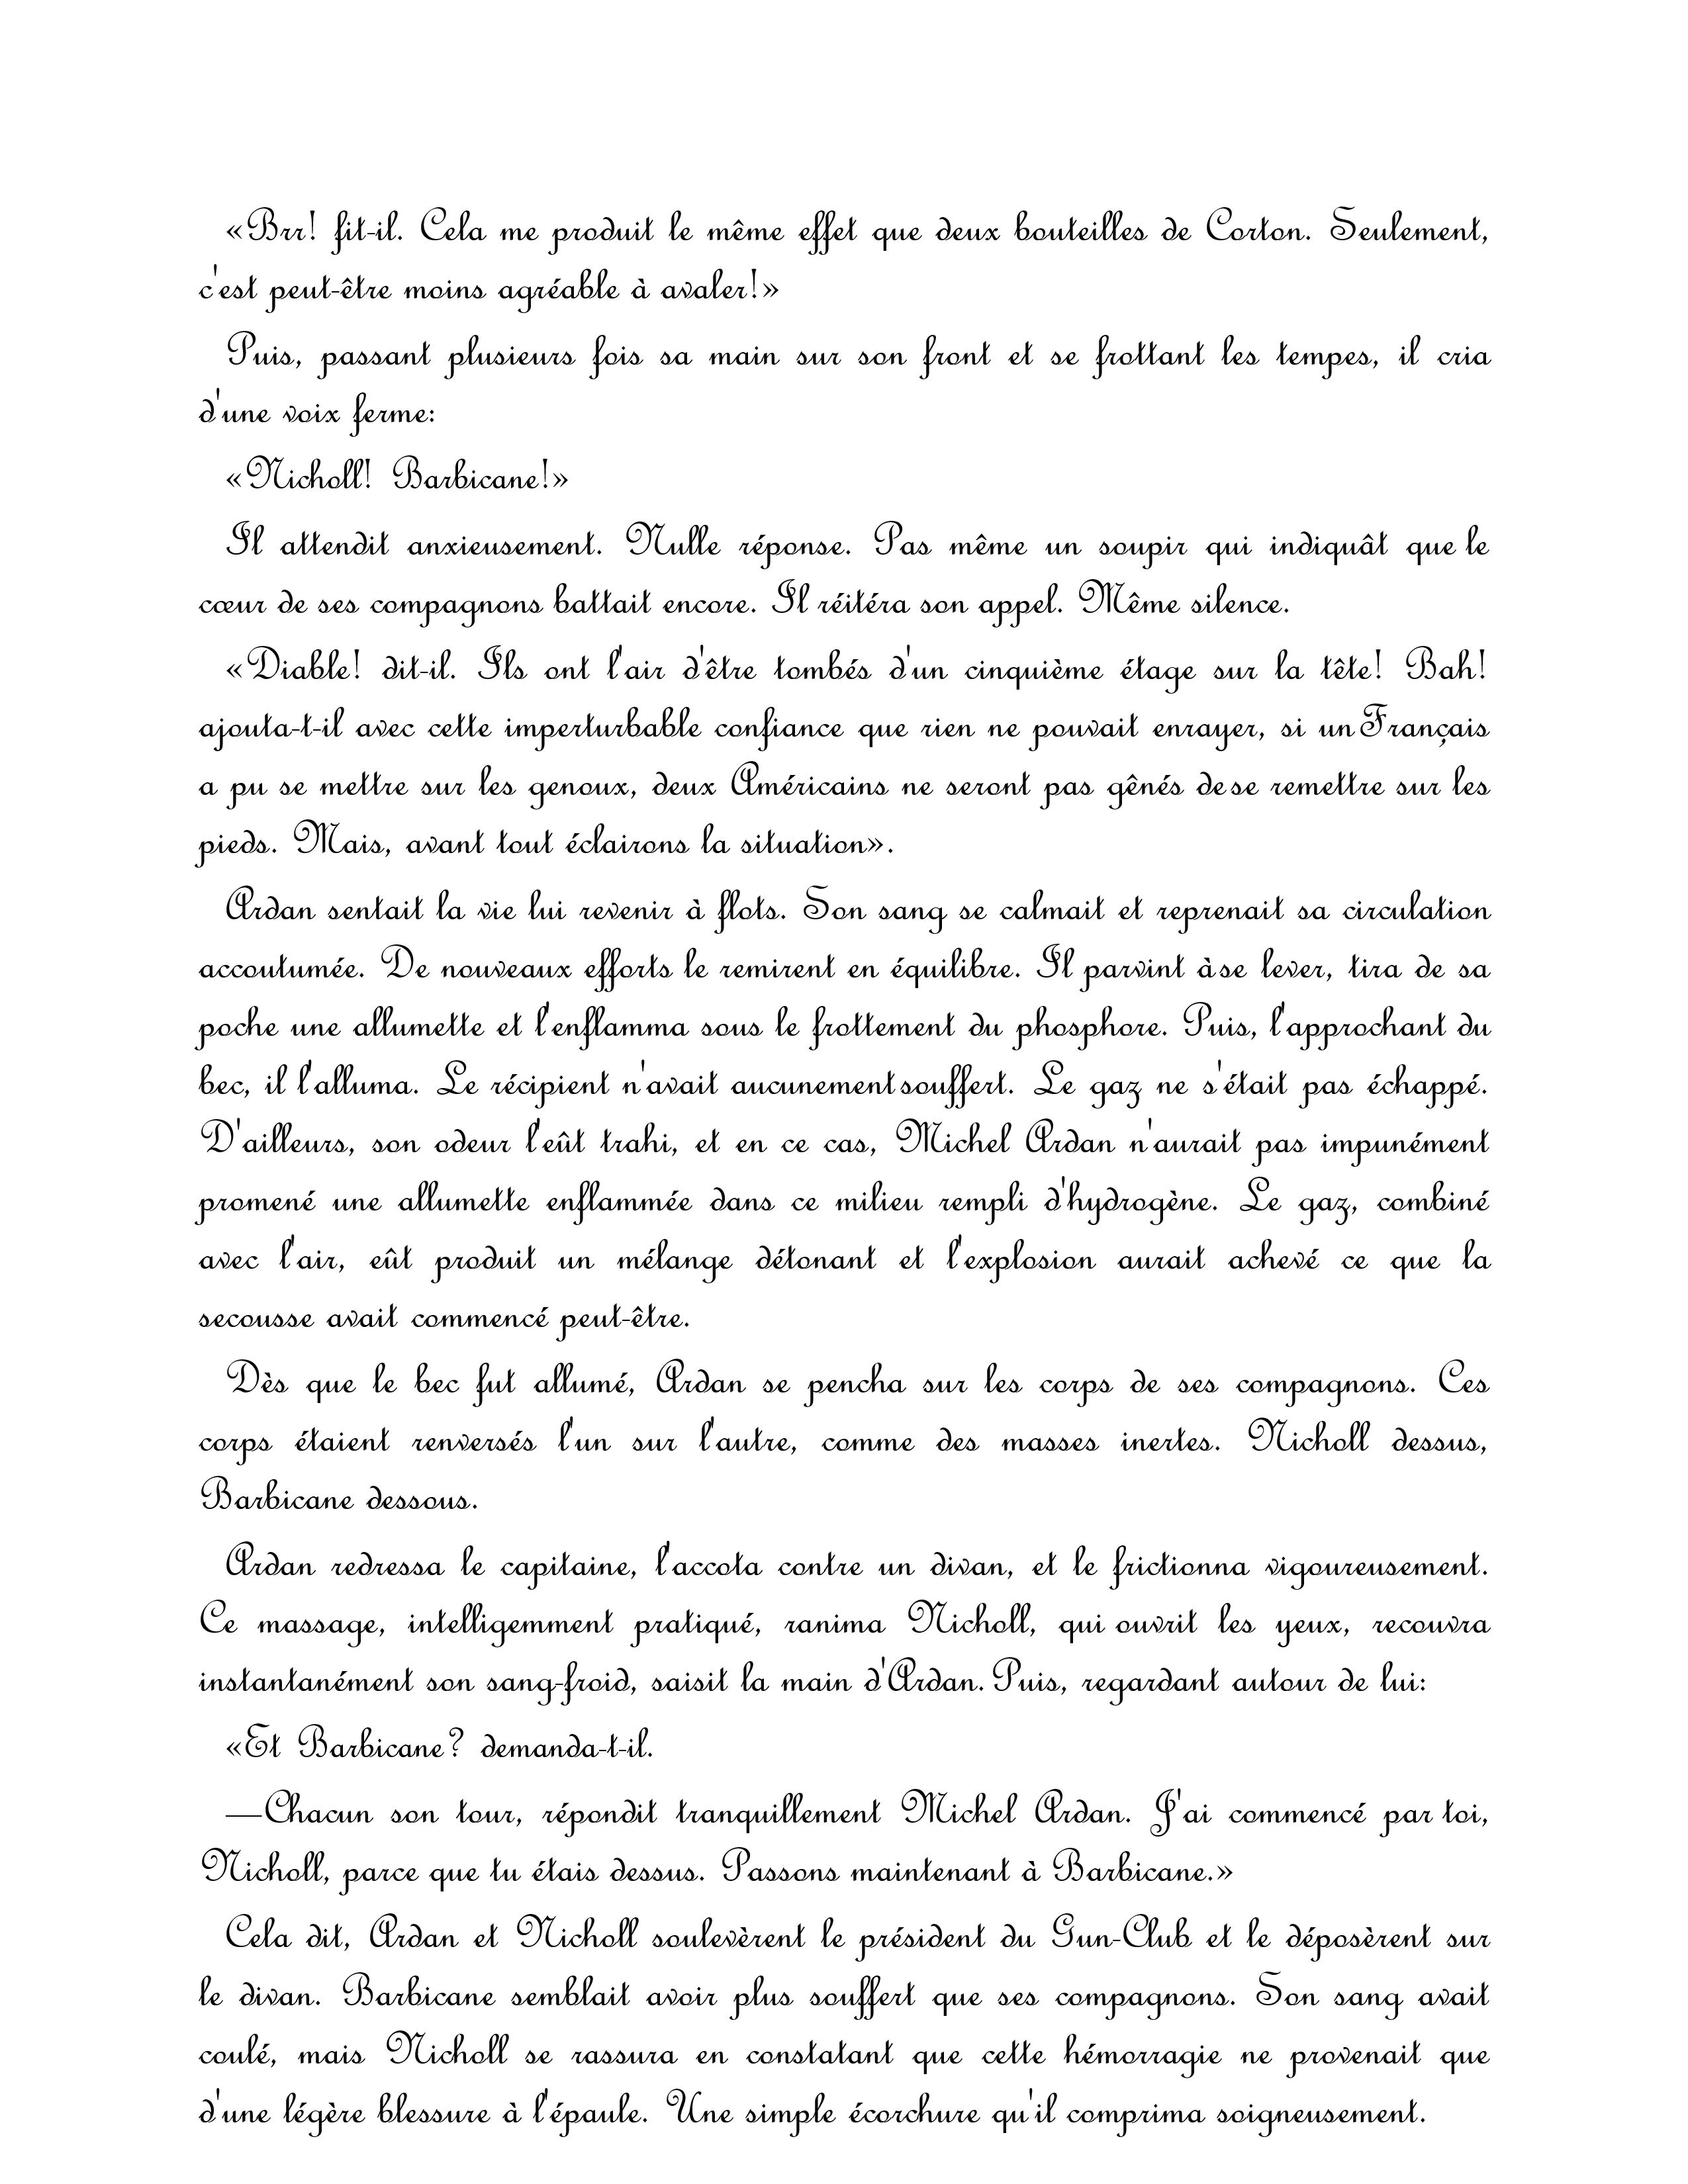 «Brr! fit-il. Cela me produit le même effet que deux bouteilles de Corton. Seulement,
c'est peut-être moins agréable à avaler!»
Puis, passant plusieurs fois sa main sur son front et se frottant les tempes, il cria
d'une voix ferme:
«Nicholl! Barbicane!»
Il attendit anxieusement. Nulle réponse. Pas même un soupir qui indiquât que le
cœur de ses compagnons battait encore. Il réitéra son appel. Même silence.
«Diable! dit-il. Ils ont l'air d'être tombés d'un cinquième étage sur la tête! Bah!
ajouta-t-il avec cette imperturbable confiance que rien ne pouvait enrayer, si un Français
a pu se mettre sur les genoux, deux Américains ne seront pas gênés de se remettre sur les
pieds. Mais, avant tout éclairons la situation».
Ardan sentait la vie lui revenir à flots. Son sang se calmait et reprenait sa circulation
accoutumée. De nouveaux efforts le remirent en équilibre. Il parvint à se lever, tira de sa
poche une allumette et l'enflamma sous le frottement du phosphore. Puis, l'approchant du
bec, il l'alluma. Le récipient n'avait aucunement souffert. Le gaz ne s'était pas échappé.
D'ailleurs, son odeur l'eût trahi, et en ce cas, Michel Ardan n'aurait pas impunément
promené une allumette enflammée dans ce milieu rempli d'hydrogène. Le gaz, combiné
avec l'air, eût produit un mélange détonant et l'explosion aurait achevé ce que la
secousse avait commencé peut-être.
Dès que le bec fut allumé, Ardan se pencha sur les corps de ses compagnons. Ces
corps étaient renversés l'un sur l'autre, comme des masses inertes. Nicholl dessus,
Barbicane dessous.
Ardan redressa le capitaine, l'accota contre un divan, et le frictionna vigoureusement.
Ce massage, intelligemment pratiqué, ranima Nicholl, qui ouvrit les yeux, recouvra
instantanément son sang-froid, saisit la main d'Ardan. Puis, regardant autour de lui:
«Et Barbicane? demanda-t-il.
—Chacun son tour, répondit tranquillement Michel Ardan. J'ai commencé par toi,
Nicholl, parce que tu étais dessus. Passons maintenant à Barbicane.»
Cela dit, Ardan et Nicholl soulevèrent le président du Gun-Club et le déposèrent sur
le divan. Barbicane semblait avoir plus souffert que ses compagnons. Son sang avait
coulé, mais Nicholl se rassura en constatant que cette hémorragie ne provenait que
d'une légère blessure à l'épaule. Une simple écorchure qu'il comprima soigneusement.